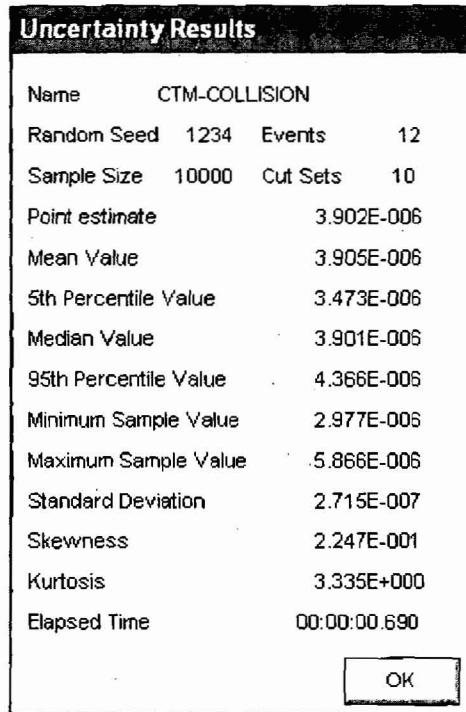 Uncertainty Results
Name CTM-COLLISION
Random Seed 1234 Events 12
Sample Size 10000 Cut Sets 10
Point estimate 3.902E-006
Mean Value 3.905E-006
5th Percentile Value 3.473E-006
Median Value 3.901E-006
95th Percentile Value 4.366E-006
Minimum Sample Value 2.977E-006
Maximum Sample Value 5.866E-006
Standard Deviation 2.715E-007
Skewness 2.247E-001
Kurtosis 3.335E+000
Elapsed Time 00:00:00.690
OK